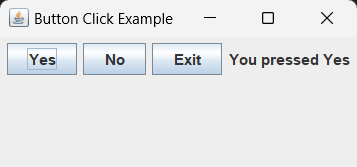 Button Click Example
Yes No Exit You pressed Yes